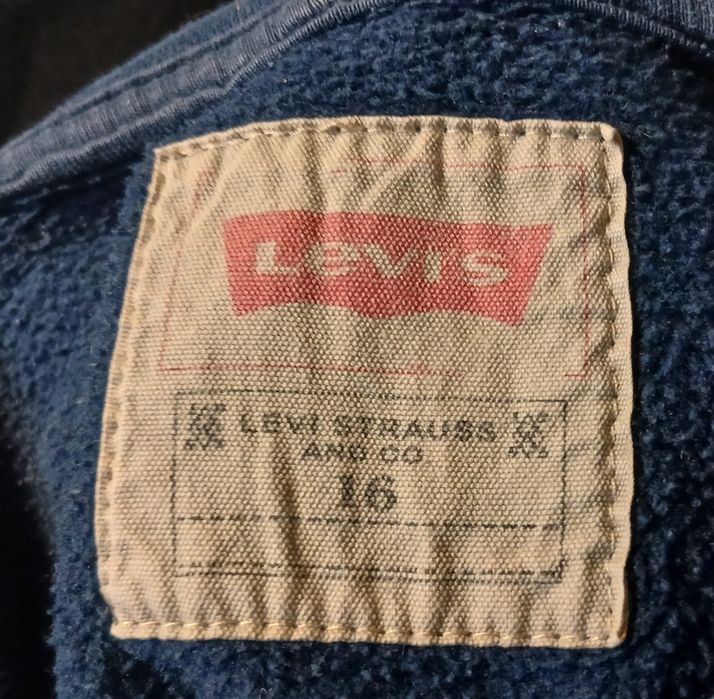 LEVI'S
LEVI STRAUSS
AND CO
16